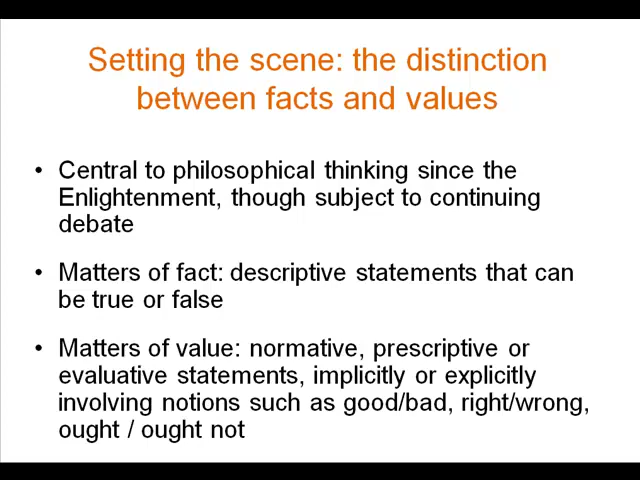 Setting the scene: the distinction
between facts and values
• Central to philosophical thinking since the
Enlightenment, though subject to continuing
debate
• Matters of fact: descriptive statements that can
be true or false
• Matters of value: normative, prescriptive or
evaluative statements, implicitly or explicitly
involving notions such as good/bad, right/wrong,
ought / ought not